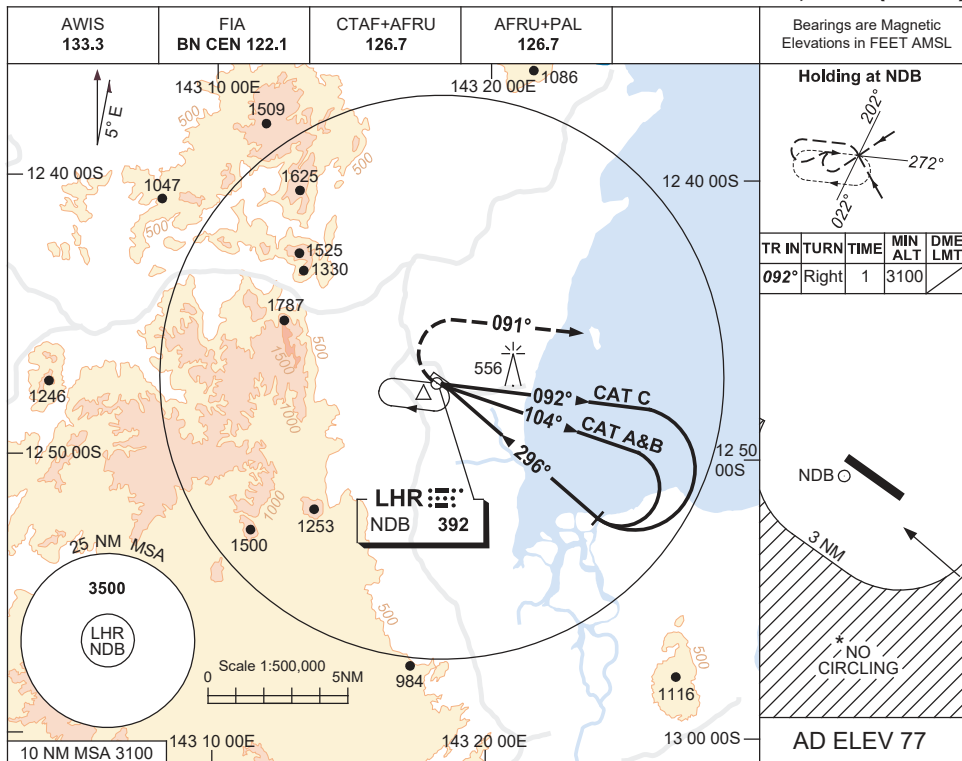 AWIS
133.3
FIA
BN CEN 122.1
CTAF+AFRU
126.7
AFRU+PAL
126.7
Bearings are Magnetic
Elevations in FEET AMSL
5° E
143 10 00E
143 20 00E
1086
500
1509
500
12 40 00S
12 40 00S
1047
1625
500
500
1525
1330
1787
500
1500
1000
1246
091°
556
092°
CAT C
104°
CAT A&B
296°
12 50 00S
12 50
00S
LHR
NDB 392
1253
1000
1500
25 NM MSA
3500
LHR
NDB
500
Scale 1:500,000
0
5NM
984
500
1116
500
10 NM MSA 3100
143 10 00E
143 20 00E
13 00 00S
Holding at NDB
202°
272°
022°
TR IN TURN TIME MIN ALT DME LMT
092° Right 1 3100
NDB
3 NM
* NO
CIRCLING
AD ELEV 77